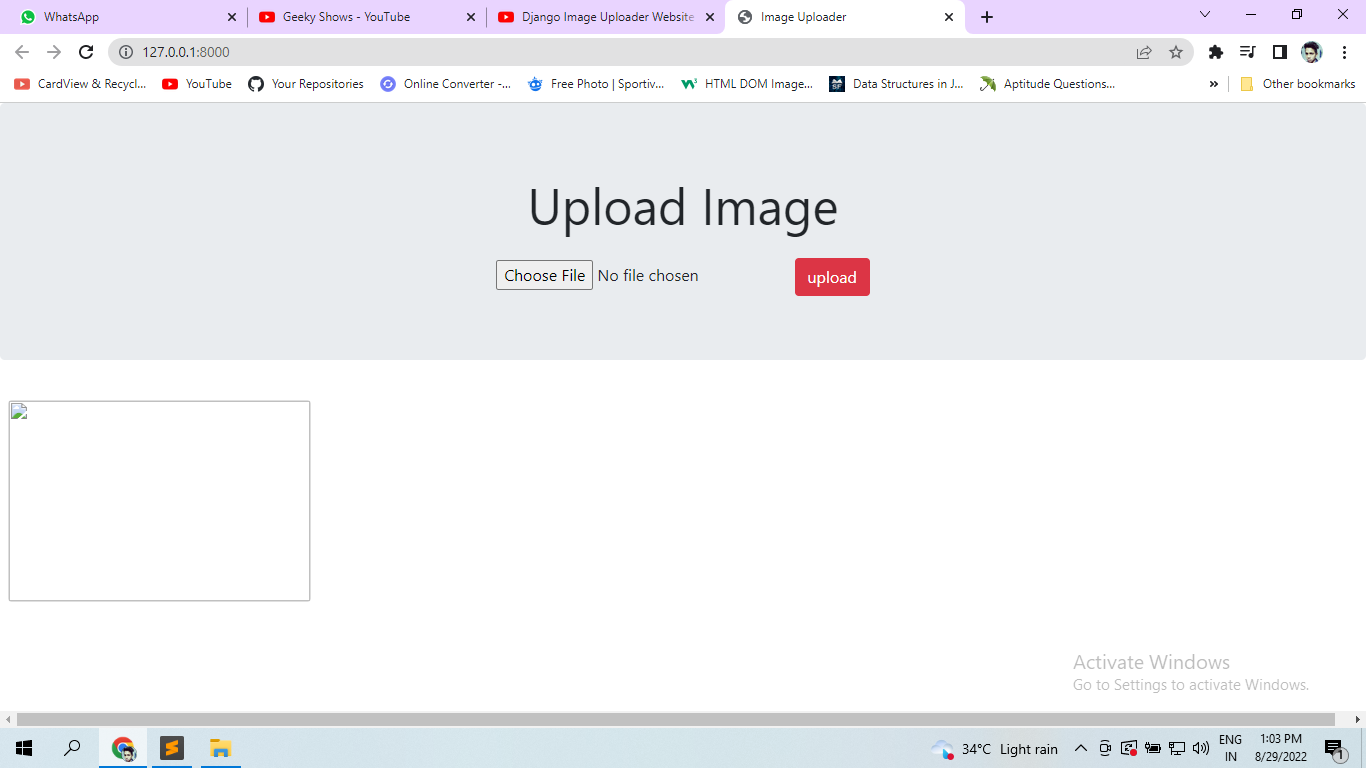 WhatsApp
Geeky Shows - YouTube
Django Image Uploader Website
Image Uploader
127.0.0.1:8000
CardView & Recycl...
YouTube
Your Repositories
Online Converter -...
Free Photo | Sportiv...
HTML DOM Image...
Data Structures in J...
Aptitude Questions...
»
Other bookmarks
Upload Image
Choose File No file chosen
upload
Activate Windows
Go to Settings to activate Windows.
34°C Light rain
ENG
IN
1:03 PM
8/29/2022
1